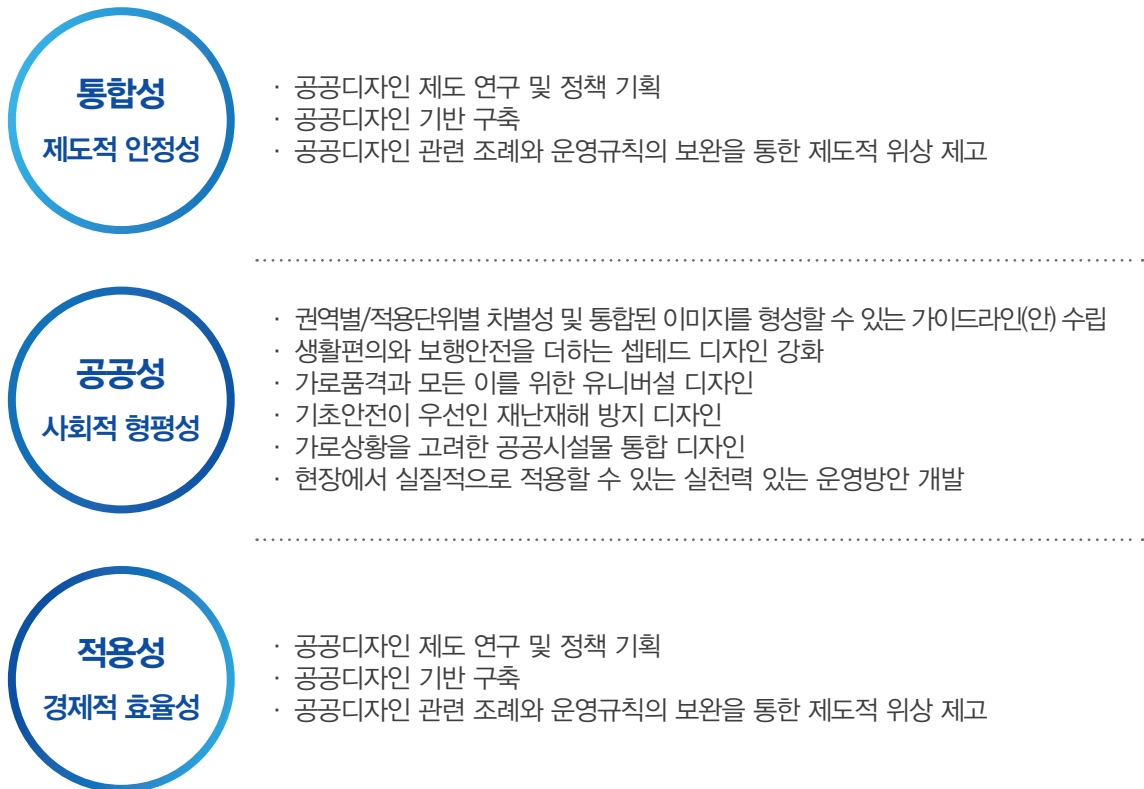 통합성
제도적 안정성
· 공공디자인 제도 연구 및 정책 기획
· 공공디자인 기반 구축
· 공공디자인 관련 조례와 운영규칙의 보완을 통한 제도적 위상 제고
공공성
사회적 형평성
· 권역별/적용단위별 차별성 및 통합된 이미지를 형성할 수 있는 가이드라인(안) 수립
· 생활편의와 보행안전을 더하는 셉테드 디자인 강화
· 가로품격과 모든 이를 위한 유니버설 디자인
· 기초안전이 우선인 재난재해 방지 디자인
· 가로상황을 고려한 공공시설물 통합 디자인
· 현장에서 실질적으로 적용할 수 있는 실천력 있는 운영방안 개발
적용성
경제적 효율성
· 공공디자인 제도 연구 및 정책 기획
· 공공디자인 기반 구축
· 공공디자인 관련 조례와 운영규칙의 보완을 통한 제도적 위상 제고